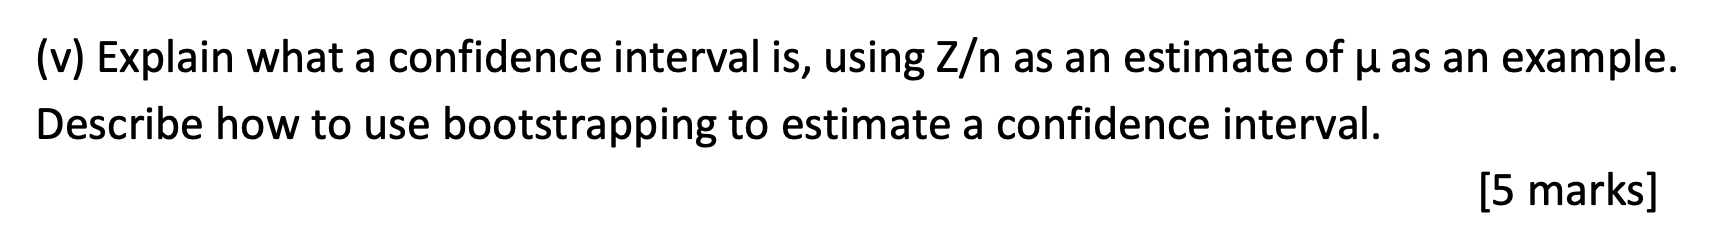 (v) Explain what a confidence interval is, using Z/n as an estimate of μ as an example.
Describe how to use bootstrapping to estimate a confidence interval.
[5 marks]